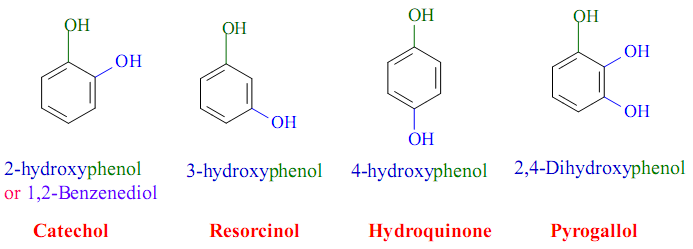 OH OH OH OH
OH OH
OH OH OH
2-hydroxyphenol 3-hydroxyphenol 4-hydroxyphenol 2,4-Dihydroxyphenol
or 1,2-Benzenediol
Catechol Resorcinol Hydroquinone Pyrogallol